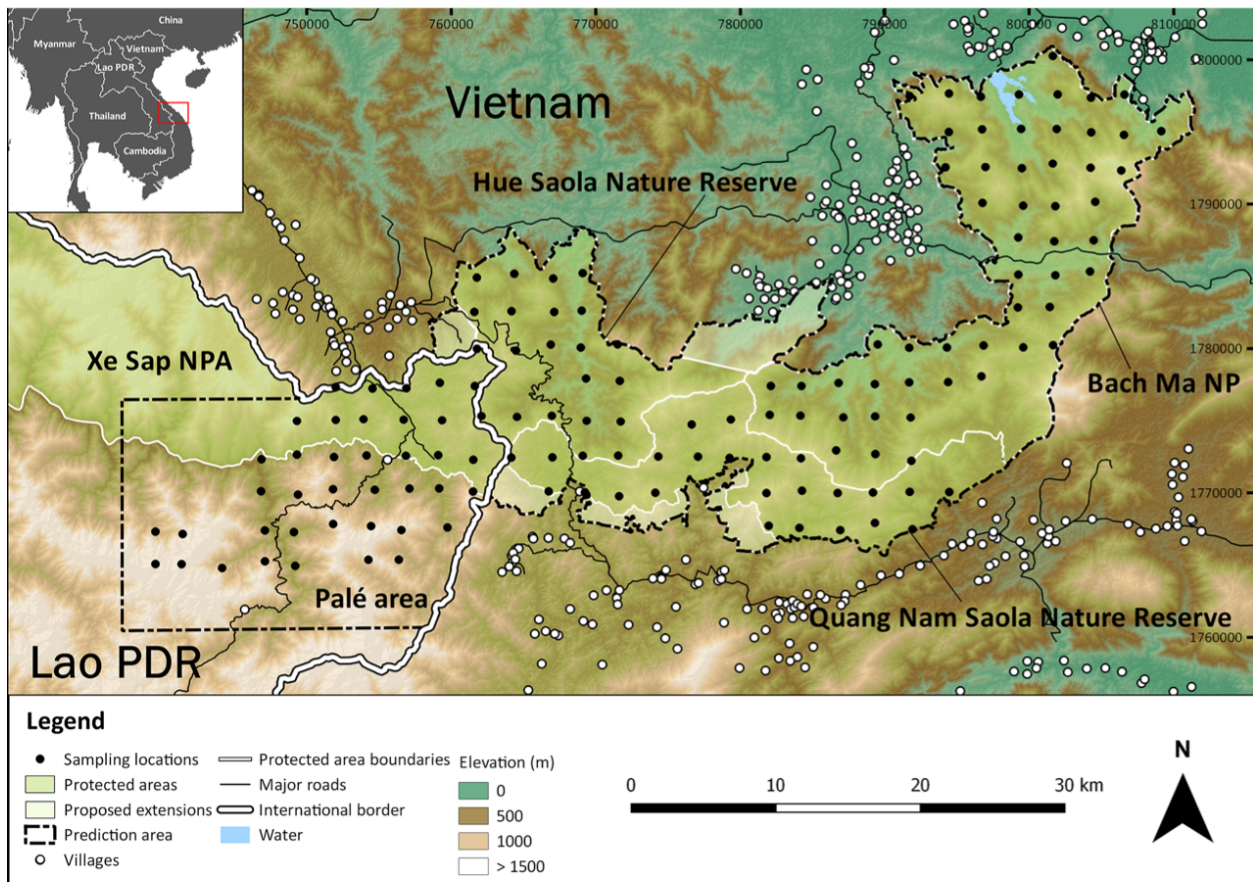 China
Myanmar
Vietnam
Lao PDR
Thailand
Cambodia
750000
760000
770000
780000
790000
800000
810000
1800000
1790000
1780000
1770000
1760000
Vietnam
Hue Saola Nature Reserve
Xe Sap NPA
Bach Ma NP
Palé area
Quang Nam Saola Nature Reserve
Lao PDR
Legend
Sampling locations
Protected areas
Proposed extensions
Prediction area
Villages
Protected area boundaries
Major roads
International border
Water
Elevation (m)
0
500
1000
> 1500
0 10 20 30 km
N